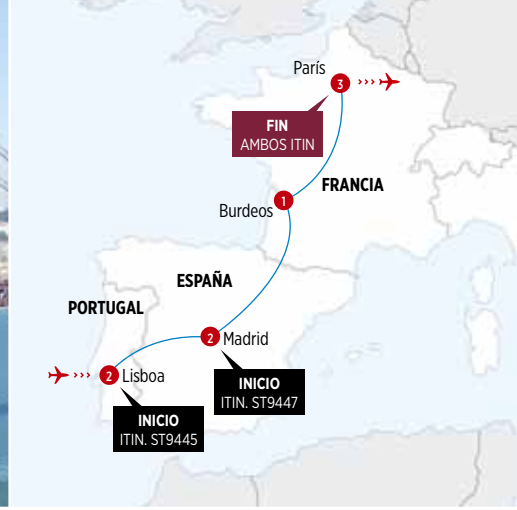 París
3
FIN
AMBOS ITIN
FRANCIA
1
Burdeos
ESPAÑA
PORTUGAL
2 Madrid
2 Lisboa
INICIO
ITIN. ST9447
INICIO
ITIN. ST9445